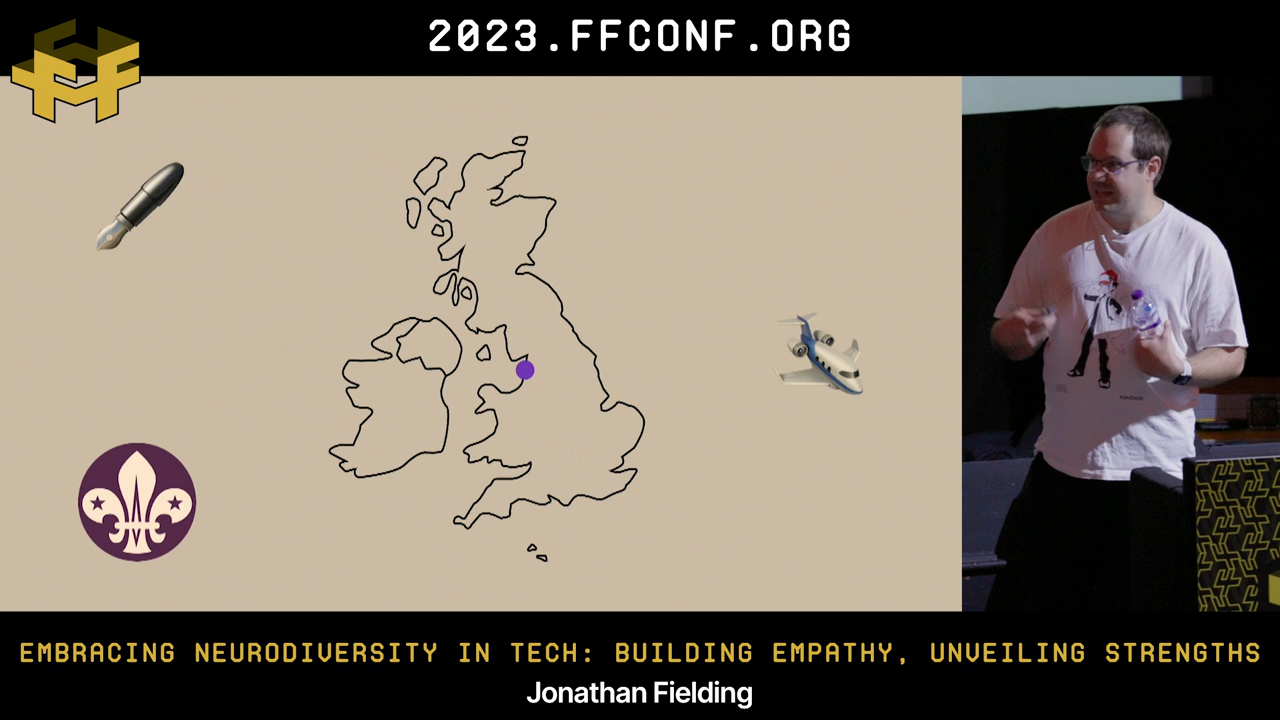 2023.FFCONF.ORG
EMBRACING NEURODIVERSITY IN TECH: BUILDING EMPATHY, UNVEILING STRENGTHS
Jonathan Fielding